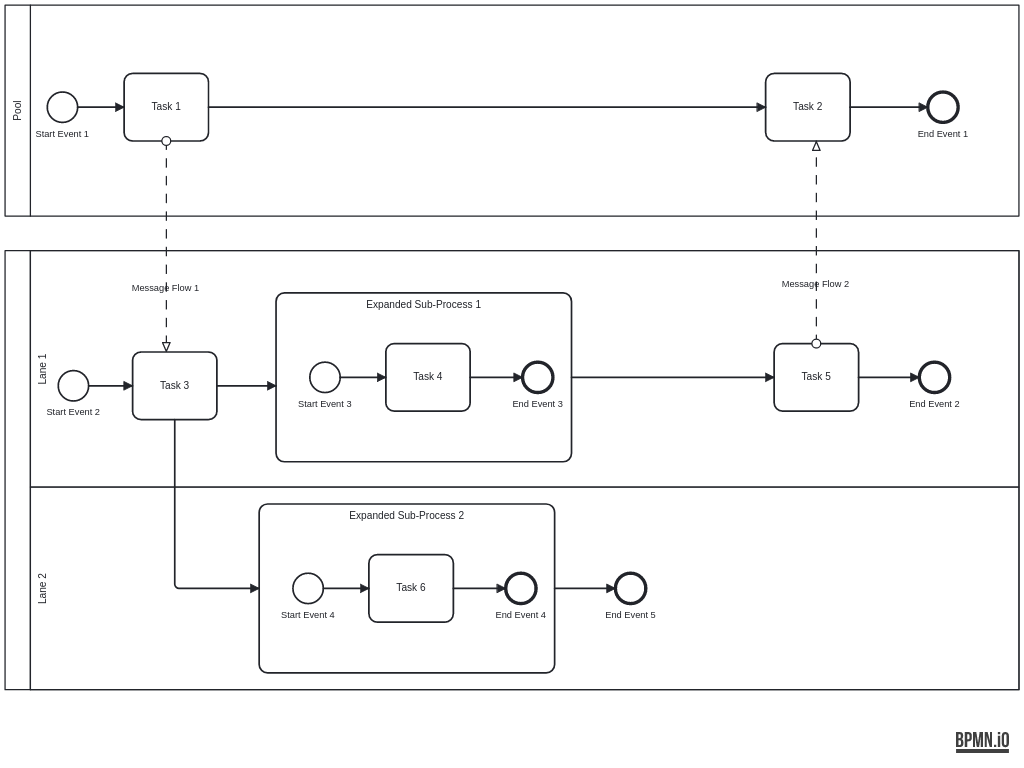 Pool
Task 1
Task 2
Start Event 1
End Event 1
Message Flow 1
Message Flow 2
Expanded Sub-Process 1
Lane 1
Task 3
Task 4
Task 5
Start Event 2
Start Event 3
End Event 3
End Event 2
Expanded Sub-Process 2
Lane 2
Task 6
Start Event 4
End Event 4
End Event 5
BPMN.iO